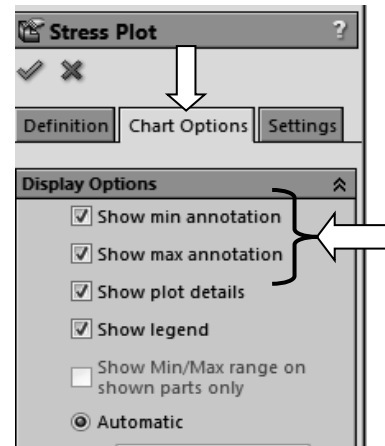 Stress Plot ?
Definition Chart Options Settings
Display Options
Show min annotation
Show max annotation
Show plot details
Show legend
Show Min/Max range on
shown parts only
Automatic